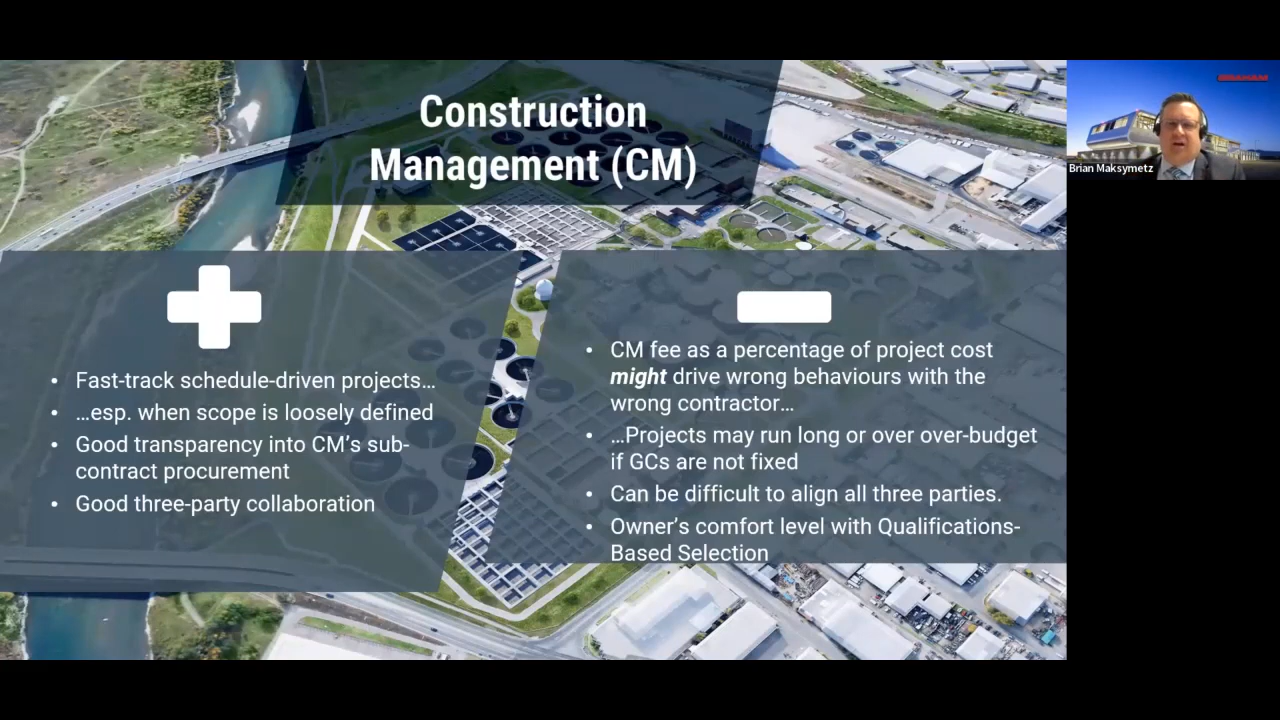 Construction
Management (CM)
• Fast-track schedule-driven projects…
• …esp. when scope is loosely defined
• Good transparency into CM’s sub-
contract procurement
• Good three-party collaboration
• CM fee as a percentage of project cost
might drive wrong behaviours with the
wrong contractor…
• …Projects may run long or over over-budget
if GCs are not fixed
• Can be difficult to align all three parties.
• Owner’s comfort level with Qualifications-
Based Selection
GRAHAM
Brian Maksymetz